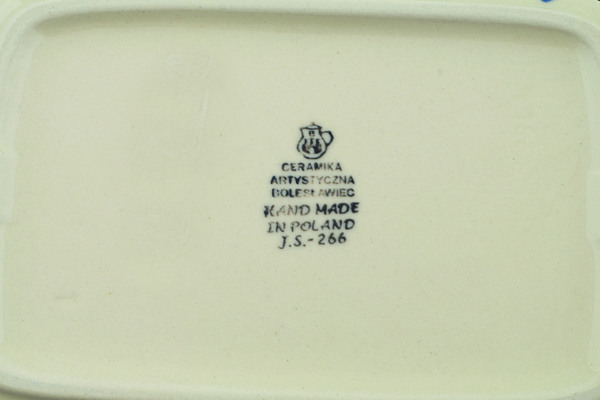 CERAMIKA
ARTYSTYCZNA
BOLESŁAWIEC
HAND MADE
IN POLAND
J.S.-266